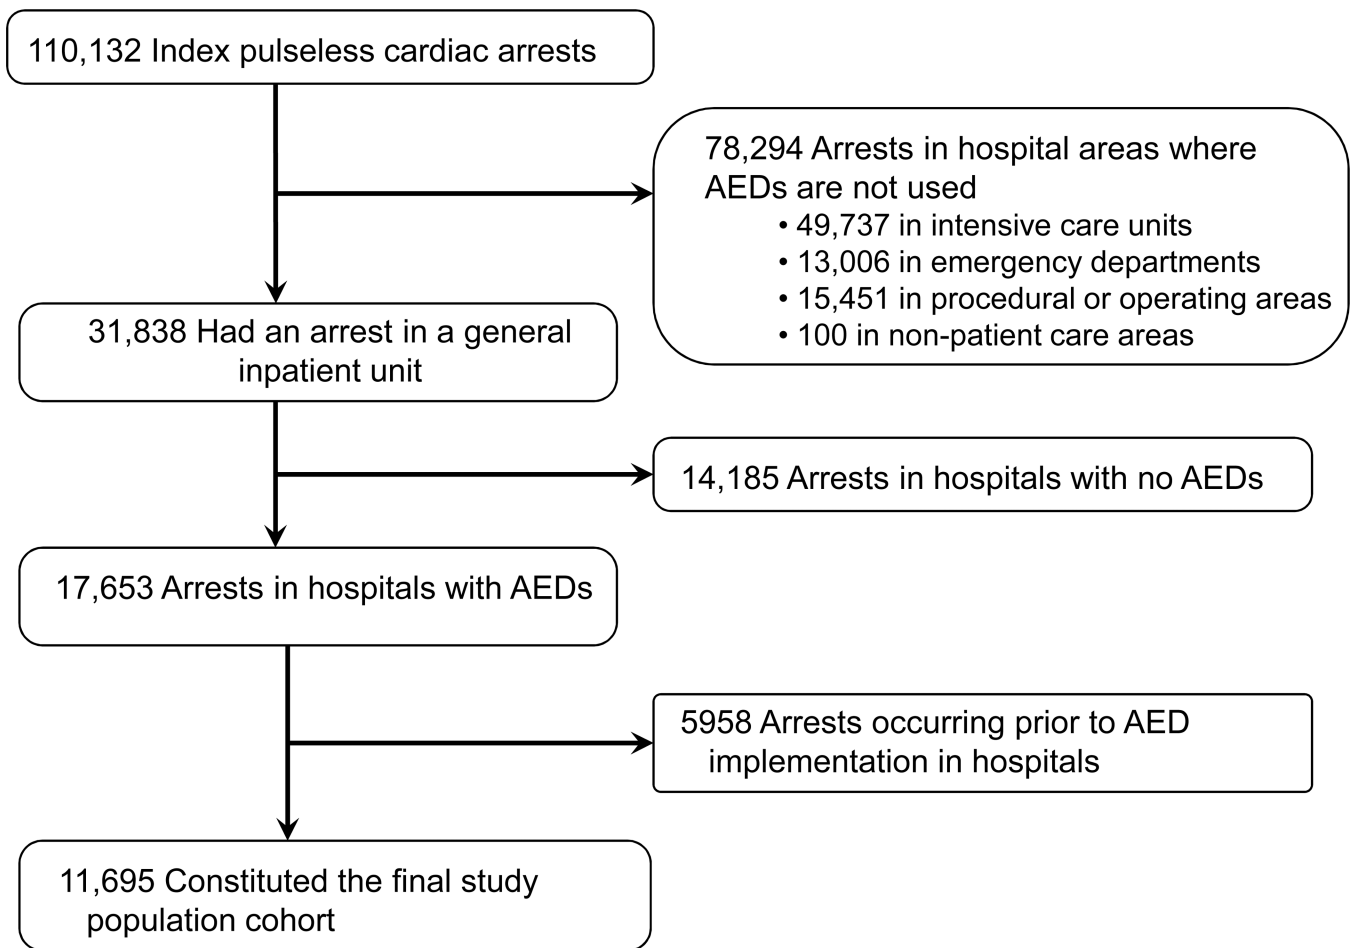 110,132 Index pulseless cardiac arrests
78,294 Arrests in hospital areas where
AEDs are not used
• 49,737 in intensive care units
• 13,006 in emergency departments
• 15,451 in procedural or operating areas
• 100 in non-patient care areas
31,838 Had an arrest in a general
inpatient unit
14,185 Arrests in hospitals with no AEDs
17,653 Arrests in hospitals with AEDs
5958 Arrests occurring prior to AED
implementation in hospitals
11,695 Constituted the final study
population cohort